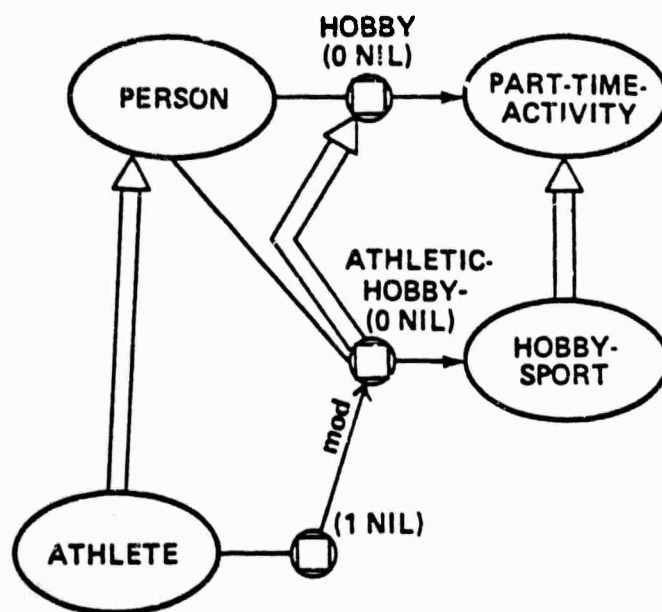 HOBBY
(0 NIL)
PERSON
PART-TIME-
ACTIVITY
ATHLETIC-
HOBBY-
(0 NIL)
HOBBY-
SPORT
mod
(1 NIL)
ATHLETE